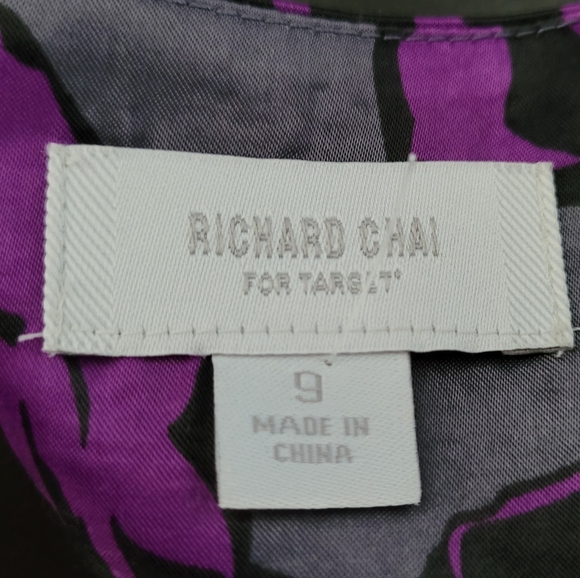 RICHARD CHAI
FOR TARGET®
9
MADE IN
CHINA